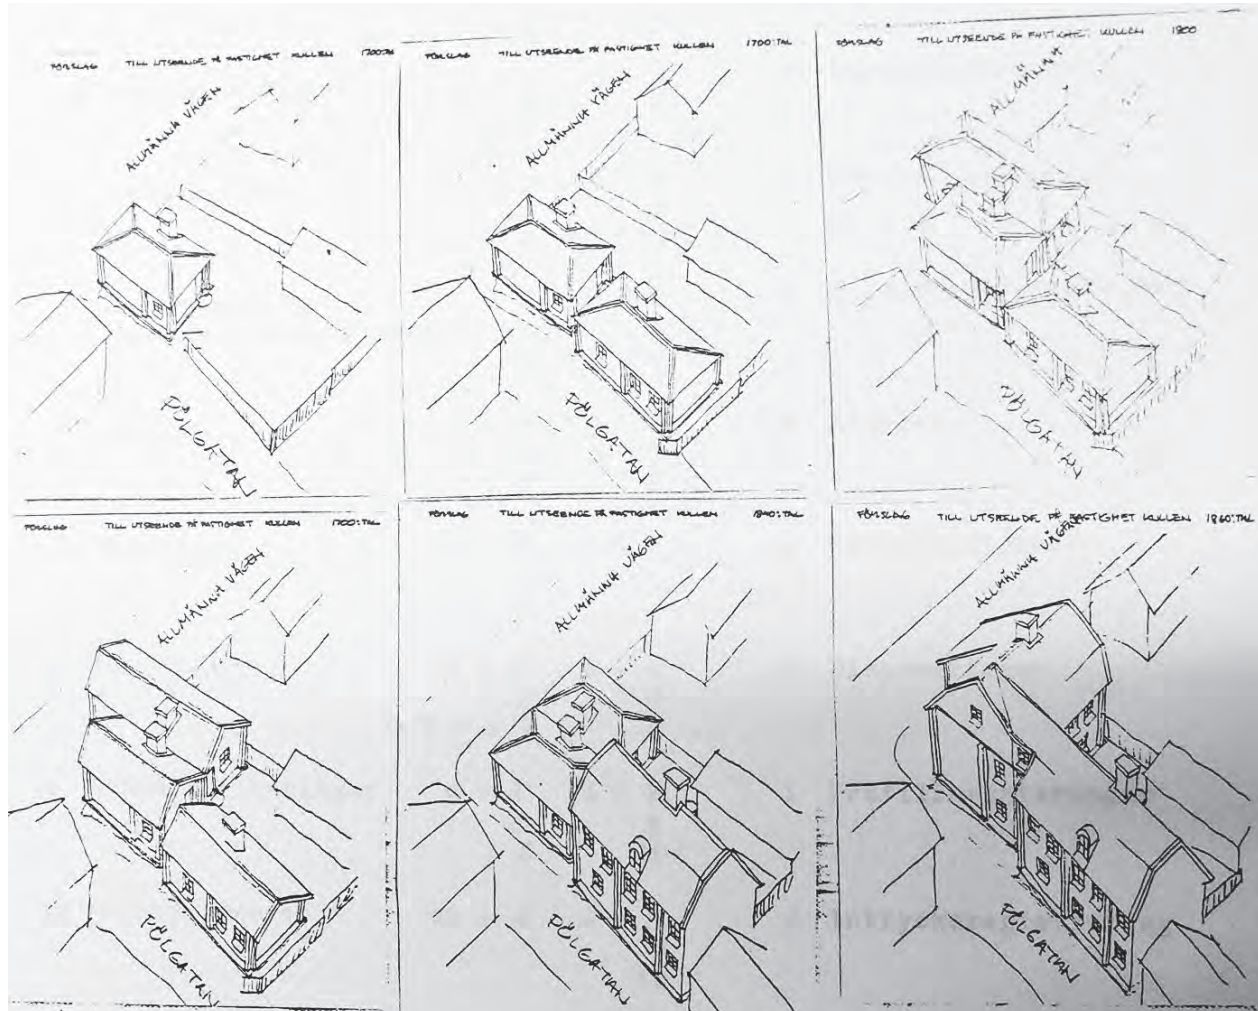 FÖRSLAG TILL UTSEENDE PÅ FASTIGHET KULLEN 1700:TAL
ALLMÄNNA VÄGEN
PÖLGATAN
FÖRSLAG TILL UTSEENDE PÅ FASTIGHET KULLEN 1700:TAL
ALLMÄNNA VÄGEN
PÖLGATAN
FÖRSLAG TILL UTSEENDE PÅ FASTIGHET KULLEN 1800
ALLMÄNNA
PÖLGATAN
FÖRSLAG TILL UTSEENDE PÅ FASTIGHET KULLEN 1700:TAL
ALLMÄNNA VÄGEN
PÖLGATAN
FÖRSLAG TILL UTSEENDE PÅ FASTIGHET KULLEN 1840:TAL
ALLMÄNNA VÄGEN
PÖLGATAN
FÖRSLAG TILL UTSEENDE PÅ FASTIGHET KULLEN 1860:TAL
ALLMÄNNA VÄGEN
PÖLGATAN